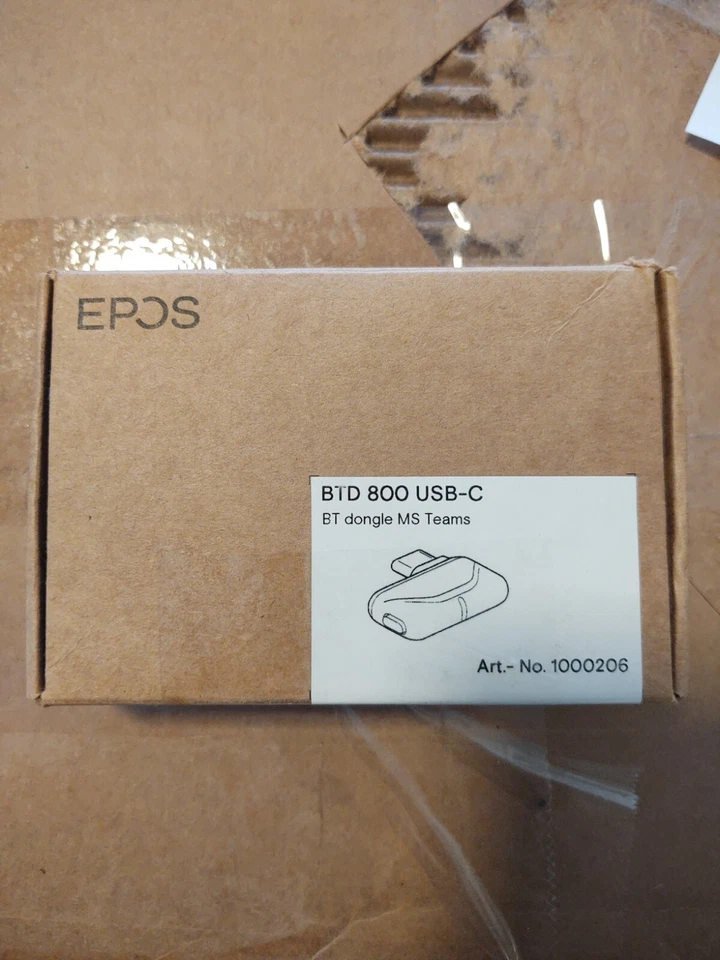 EPOS
BTD 800 USB-C
BT dongle MS Teams
Art.- No. 1000206